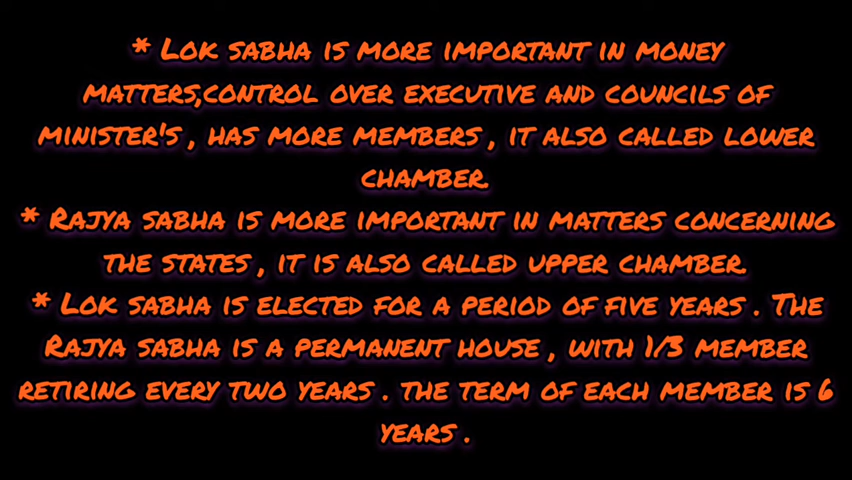 * Lok sabha is more important in money
matters,control over executive and councils of
minister's , has more members , it also called lower
chamber.
* Rajya sabha is more important in matters concerning
the states , it is also called upper chamber.
* Lok sabha is elected for a period of five years . The
Rajya sabha is a permanent house , with 1/3 member
retiring every two years . the term of each member is 6
years .